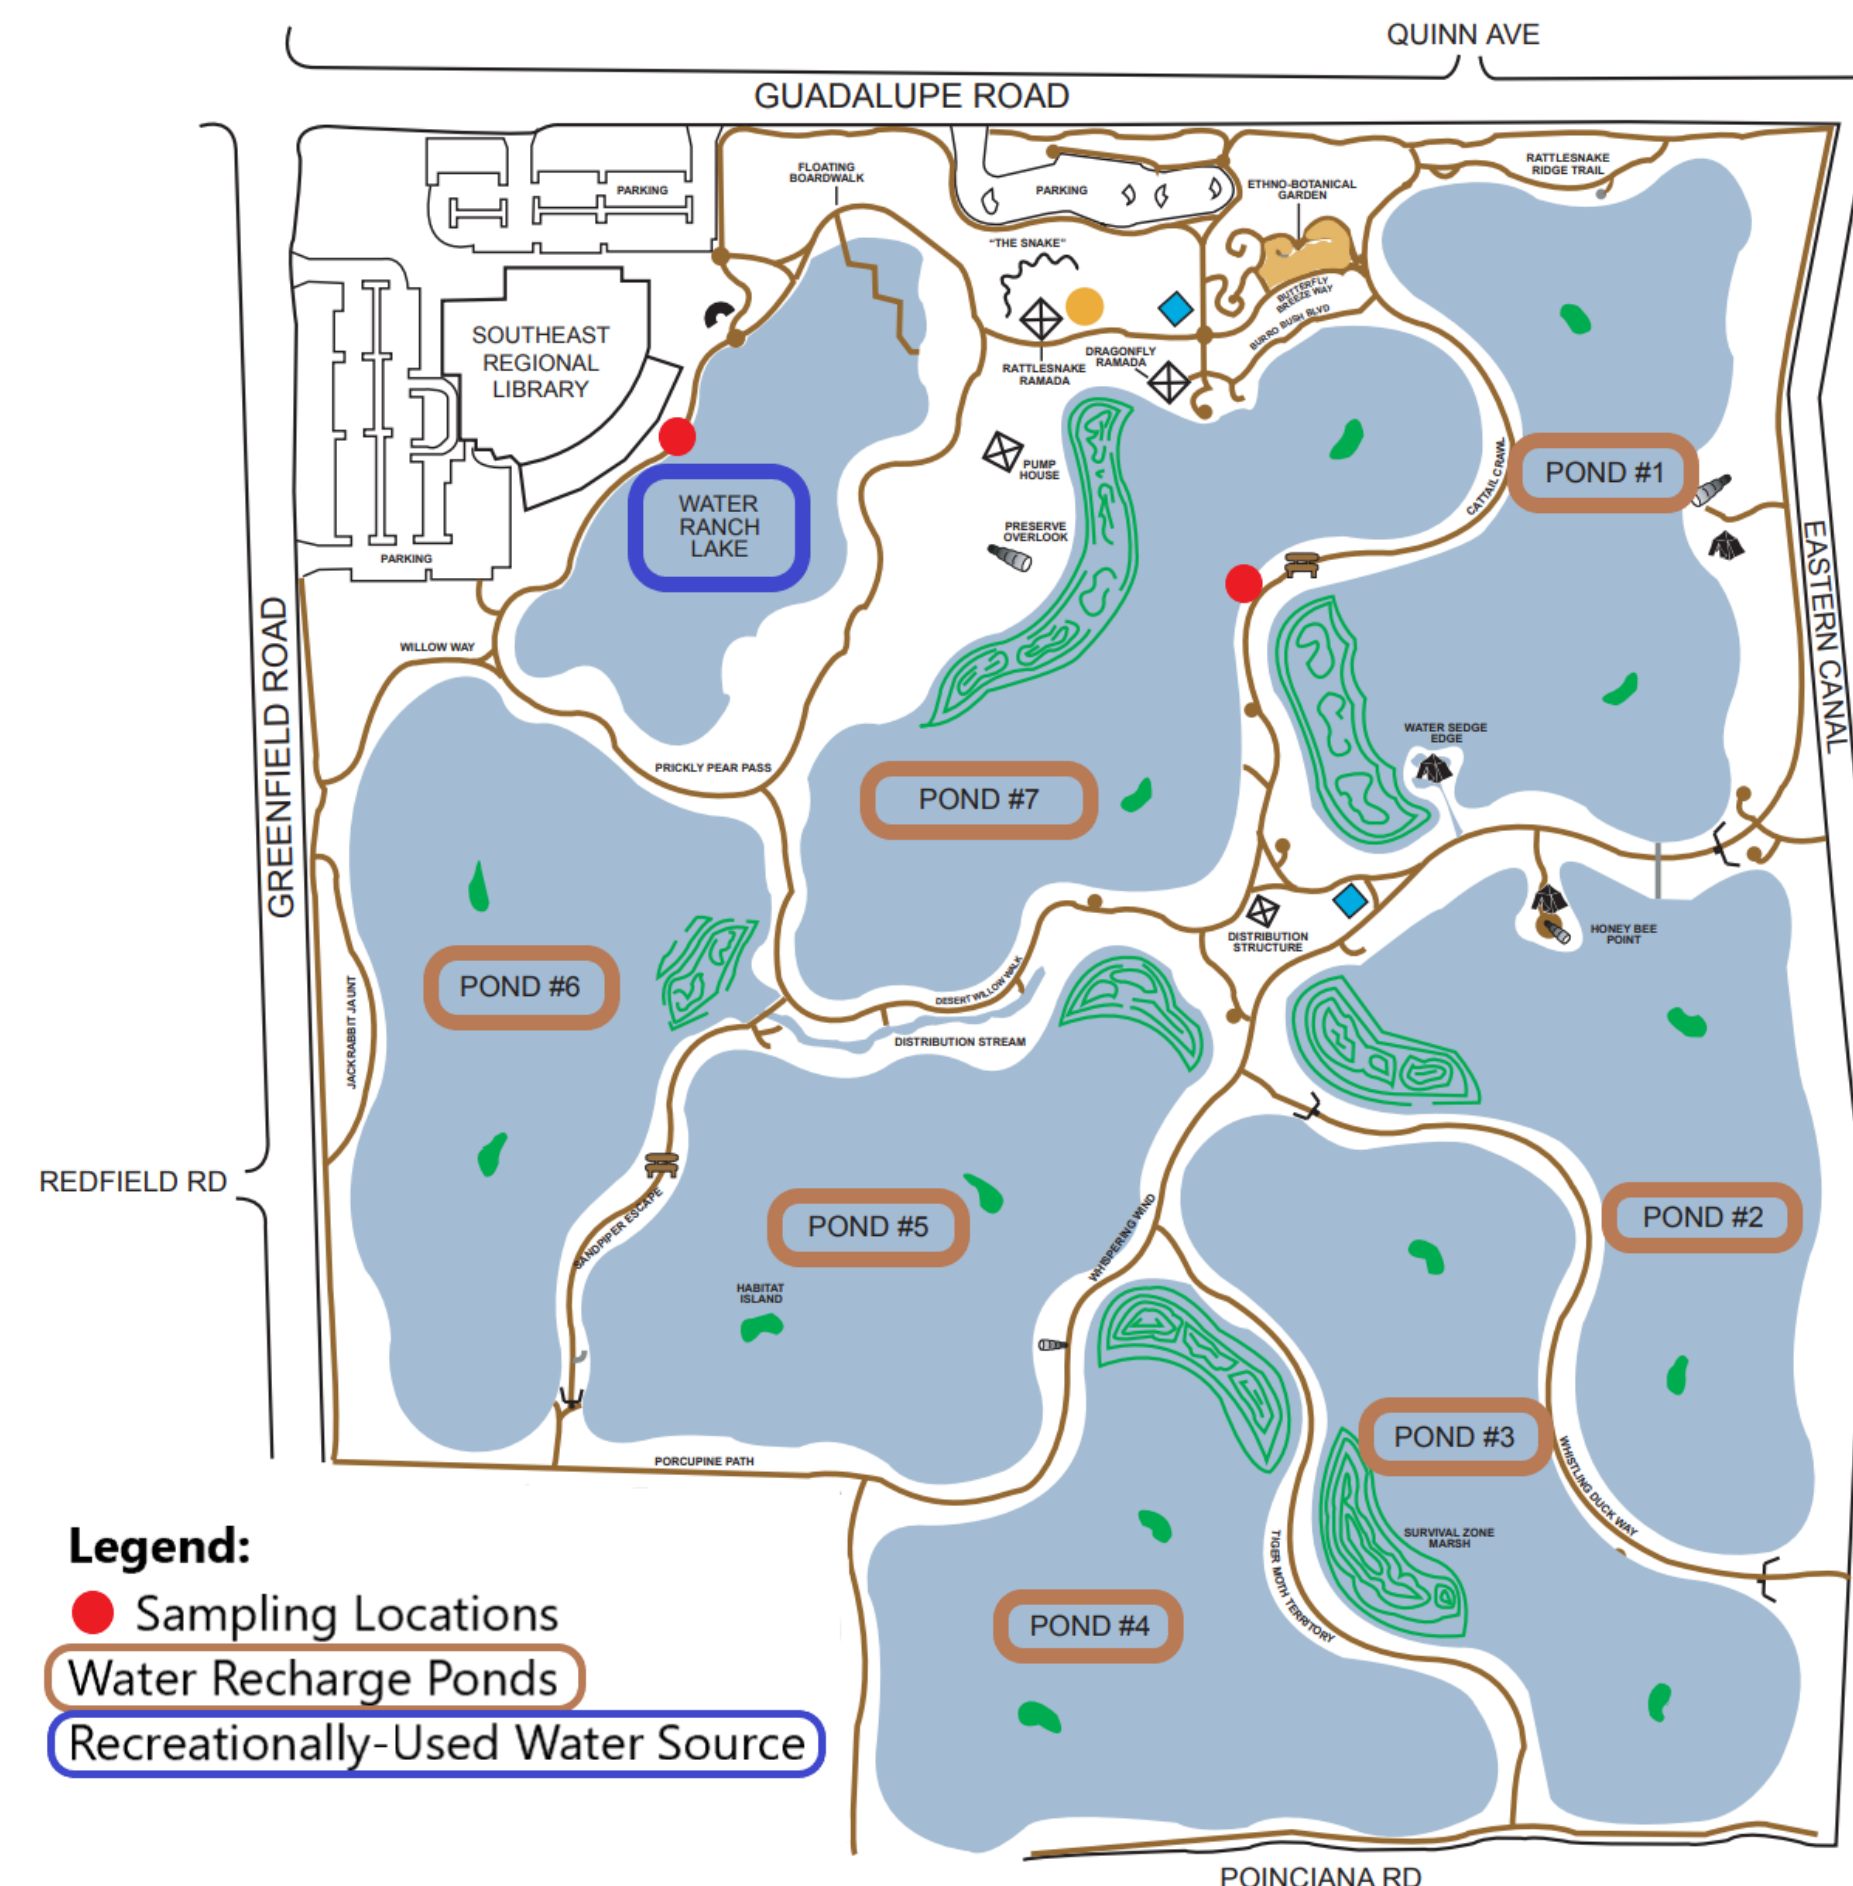 QUINN AVE
GUADALUPE ROAD
FLOATING
BOARDWALK
PARKING
PARKING
RATTLESNAKE
RIDGE TRAIL
ETHNO-BOTANICAL
GARDEN
"THE SNAKE"
BUTTERFLY
BREEZE WAY
BURRO BUSH BLVD
SOUTHEAST
REGIONAL
LIBRARY
RATTLESNAKE
RAMADA
DRAGONFLY
RAMADA
PUMP
HOUSE
CATTAIL CRAWL
POND #1
WATER
RANCH
LAKE
PRESERVE
OVERLOOK
PARKING
EASTERN CANAL
GREENFIELD ROAD
WILLOW WAY
WATER SEDGE
EDGE
PRICKLY PEAR PASS
POND #7
HONEY BEE
POINT
DISTRIBUTION
STRUCTURE
POND #6
DESERT WILLOW WALK
JACKRABBIT JAUNT
DISTRIBUTION STREAM
REDFIELD RD
SANDPIPER ESCAPE
POND #5
WHISPERING WIND
POND #2
HABITAT
ISLAND
POND #3
PORCUPINE PATH
WHISTLING DUCK WAY
SURVIVAL ZONE
MARSH
TIGER MOTH TERRITORY
POND #4
Legend:
Sampling Locations
Water Recharge Ponds
Recreationally-Used Water Source
POINCIANA RD